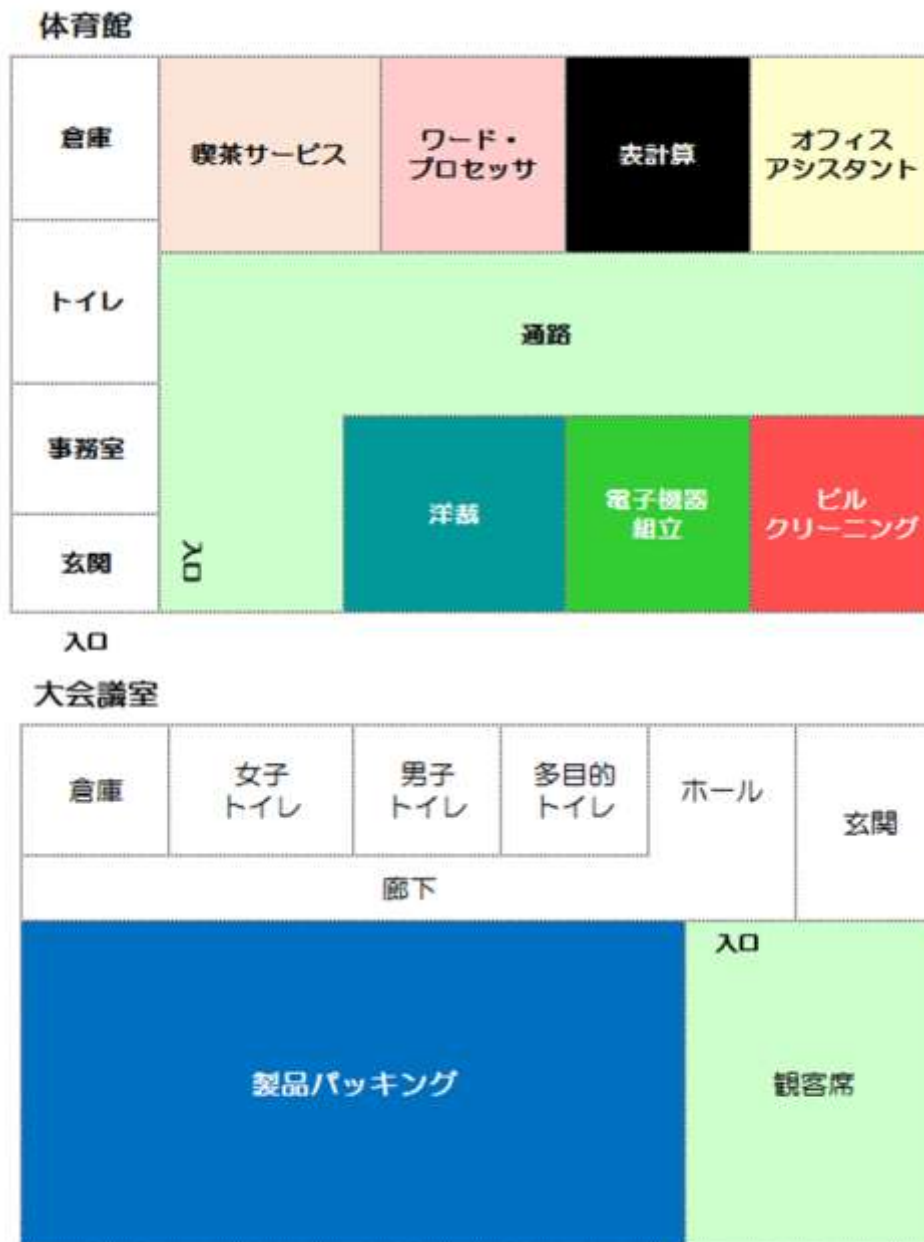 体育館
倉庫
喫茶サービス
ワード・
プロセッサ
表計算
オフィス
アシスタント
トイレ
通路
事務室
洋裁
電子機器
組立
ビル
クリーニング
玄関
入口
入口
大会議室
倉庫
女子
トイレ
男子
トイレ
多目的
トイレ
ホール
玄関
廊下
入口
製品パッキング
観客席